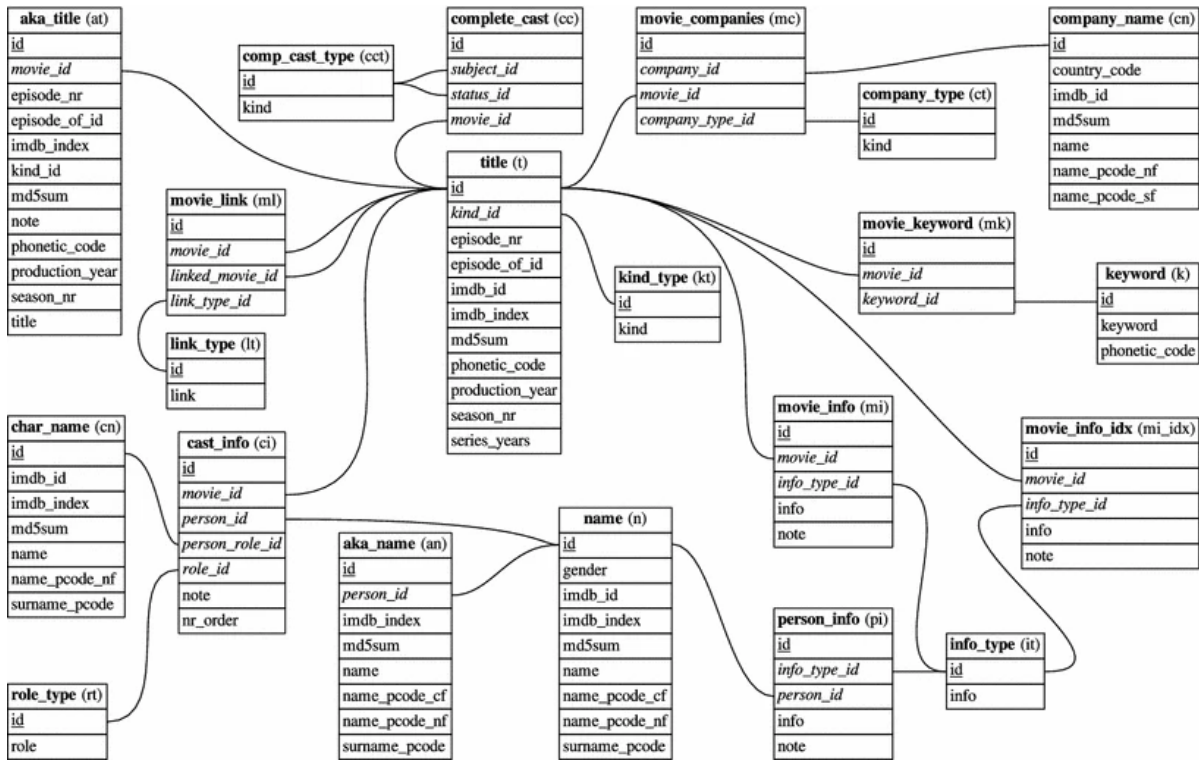 aka_title (at)
id
movie_id
episode_nr
episode_of_id
imdb_index
kind_id
md5sum
note
phonetic_code
production_year
season_nr
title
comp_cast_type (cct)
id
kind
complete_cast (cc)
id
subject_id
status_id
movie_id
movie_companies (mc)
id
company_id
movie_id
company_type_id
company_type (ct)
id
kind
company_name (cn)
id
country_code
imdb_id
md5sum
name
name_pcode_nf
name_pcode_sf
title (t)
id
kind_id
episode_nr
episode_of_id
imdb_id
imdb_index
md5sum
phonetic_code
production_year
season_nr
series_years
movie_link (ml)
id
movie_id
linked_movie_id
link_type_id
link_type (lt)
id
link
kind_type (kt)
id
kind
movie_keyword (mk)
id
movie_id
keyword_id
keyword (k)
id
keyword
phonetic_code
char_name (cn)
id
imdb_id
imdb_index
md5sum
name
name_pcode_nf
surname_pcode
cast_info (ci)
id
movie_id
person_id
person_role_id
role_id
note
nr_order
role_type (rt)
id
role
aka_name (an)
id
person_id
imdb_index
md5sum
name
name_pcode_cf
name_pcode_nf
surname_pcode
name (n)
id
gender
imdb_id
imdb_index
md5sum
name
name_pcode_cf
name_pcode_nf
surname_pcode
movie_info (mi)
id
movie_id
info_type_id
info
note
movie_info_idx (mi_idx)
id
movie_id
info_type_id
info
note
person_info (pi)
id
info_type_id
person_id
info
note
info_type (it)
id
info